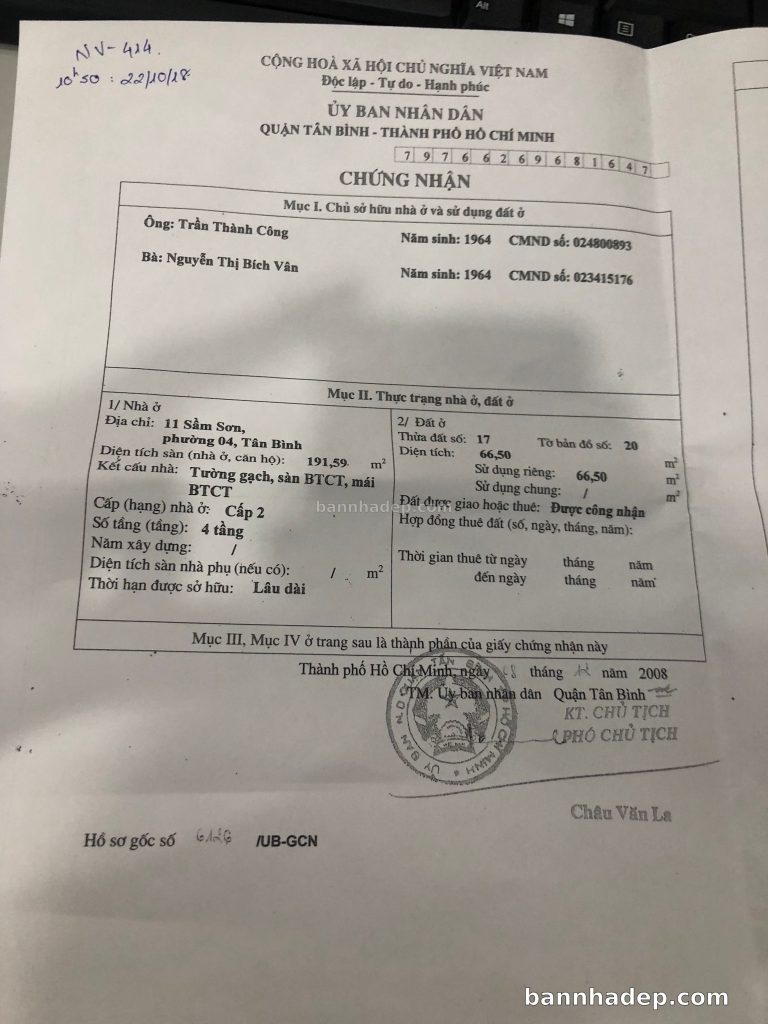 Alt
NV-414.
10h50 : 22/10/18
CỘNG HOÀ XÃ HỘI CHỦ NGHĨA VIỆT NAM
Độc lập - Tự do - Hạnh phúc
ỦY BAN NHÂN DÂN
QUẬN TÂN BÌNH - THÀNH PHỐ HỒ CHÍ MINH
7 9 7 6 6 2 6 9 6 8 1 6 4 7
CHỨNG NHẬN
Mục I. Chủ sở hữu nhà ở và sử dụng đất ở
Ông: Trần Thành Công Năm sinh: 1964 CMND số: 024800893
Bà: Nguyễn Thị Bích Vân Năm sinh: 1964 CMND số: 023415176
Mục II. Thực trạng nhà ở, đất ở
1/ Nhà ở
Địa chỉ: 11 Sầm Sơn,
phường 04, Tân Bình
Diện tích sàn (nhà ở, căn hộ): 191,59 m2
Kết cấu nhà: Tường gạch, sàn BTCT, mái
BTCT
Cấp (hạng) nhà ở: Cấp 2
Số tầng (tầng): 4 tầng
Năm xây dựng: /
Diện tích sàn nhà phụ (nếu có): / m2
Thời hạn được sở hữu: Lâu dài
2/ Đất ở
Thửa đất số: 17 Tờ bản đồ số: 20
Diện tích: 66,50 m2
Sử dụng riêng: 66,50 m2
Sử dụng chung: / m2
Đất được giao hoặc thuê: Được công nhận
Hợp đồng thuê đất (số, ngày, tháng, năm):
Thời gian thuê từ ngày tháng năm
đến ngày tháng năm
bannhadep.com
Mục III, Mục IV ở trang sau là thành phần của giấy chứng nhận này
Thành phố Hồ Chí Minh, ngày tháng 12 năm 2008
TM. Ủy ban nhân dân Quận Tân Bình
KT. CHỦ TỊCH
PHÓ CHỦ TỊCH
Châu Văn La
Hồ sơ gốc số /UB-GCN
bannhadep.com